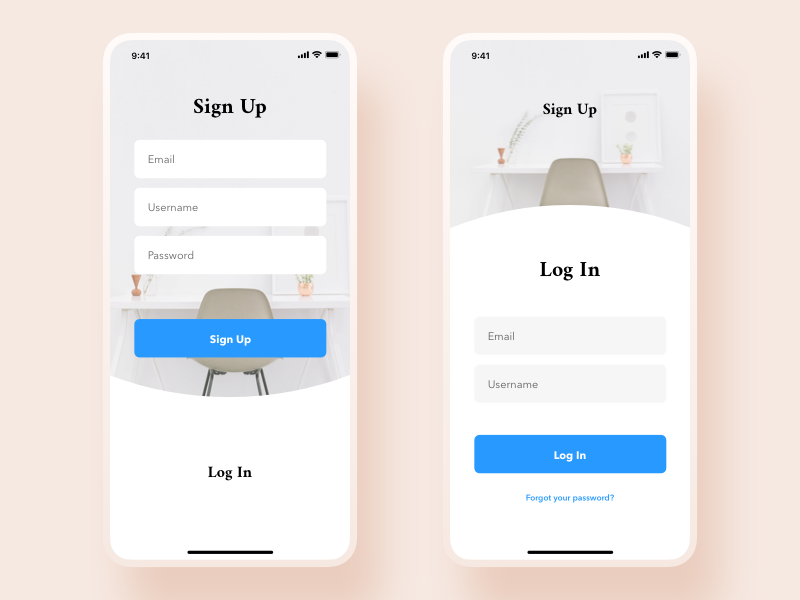 9:41
Sign Up
Email
Username
Password
Sign Up
Log In
9:41
Sign Up
Log In
Email
Username
Log In
Forgot your password?